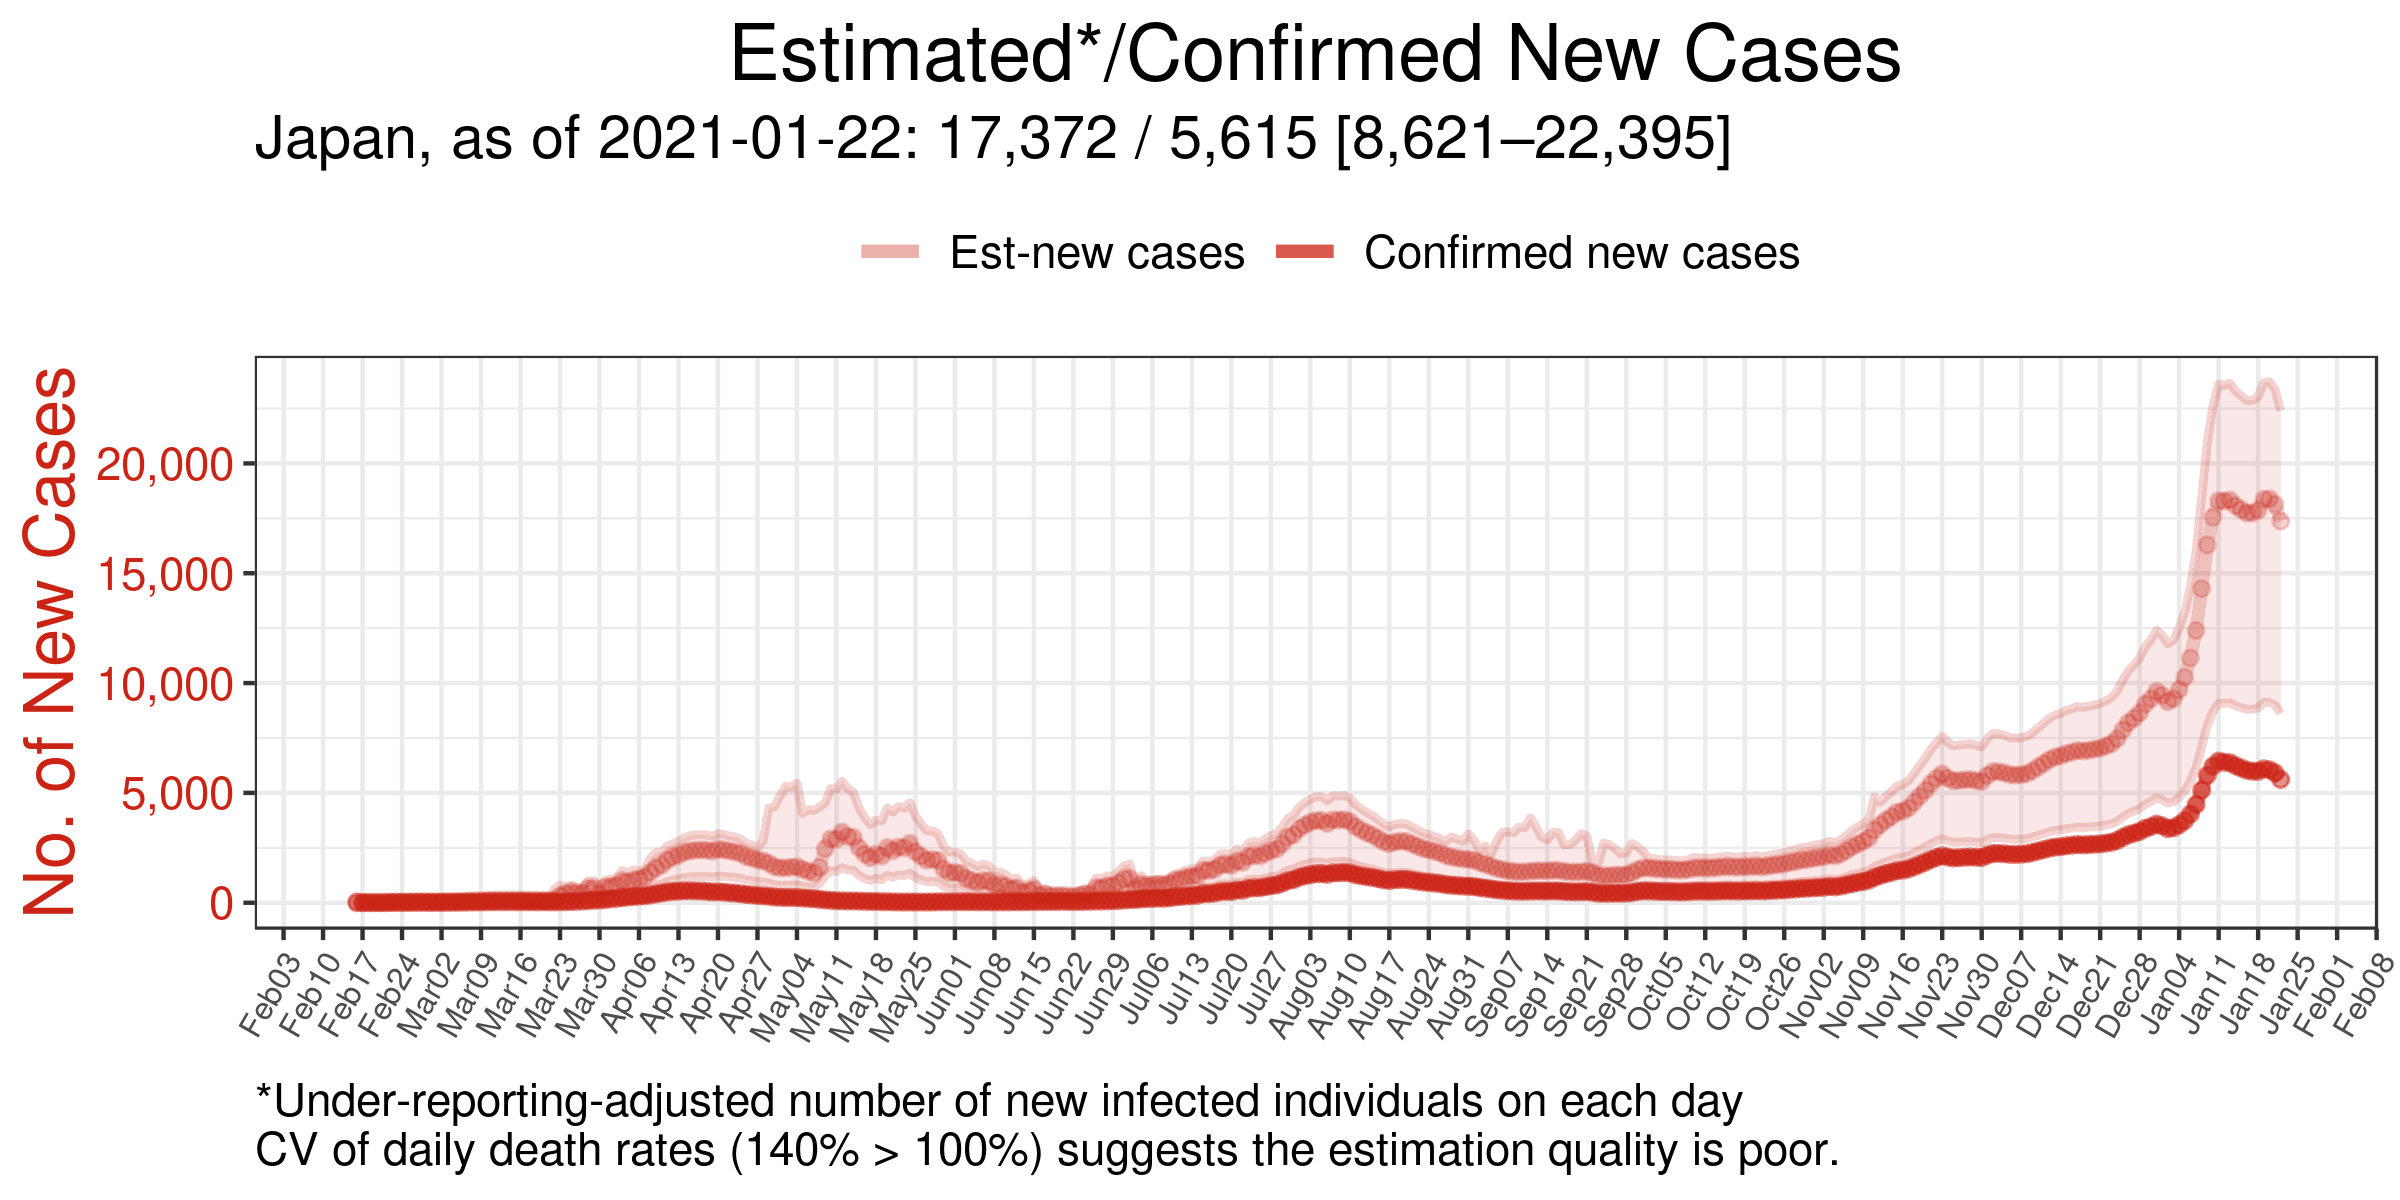 Estimated*/Confirmed New Cases
Japan, as of 2021-01-22: 17,372 / 5,615 [8,621–22,395]
Est-new cases
Confirmed new cases
No. of New Cases
20,000
15,000
10,000
5,000
0
Feb03
Feb10
Feb17
Feb24
Mar02
Mar09
Mar16
Mar23
Mar30
Apr06
Apr13
Apr20
Apr27
May04
May11
May18
May25
Jun01
Jun08
Jun15
Jun22
Jun29
Jul06
Jul13
Jul20
Jul27
Aug03
Aug10
Aug17
Aug24
Aug31
Sep07
Sep14
Sep21
Sep28
Oct05
Oct12
Oct19
Oct26
Nov02
Nov09
Nov16
Nov23
Nov30
Dec07
Dec14
Dec21
Dec28
Jan04
Jan11
Jan18
Jan25
Feb01
Feb08
*Under-reporting-adjusted number of new infected individuals on each day
CV of daily death rates (140% > 100%) suggests the estimation quality is poor.